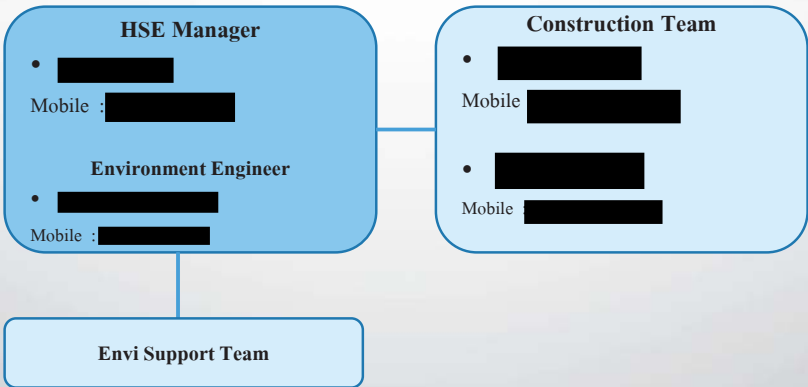 HSE Manager
•
Mobile :
Environment Engineer
•
Mobile :
Construction Team
•
Mobile
•
Mobile :
Envi Support Team